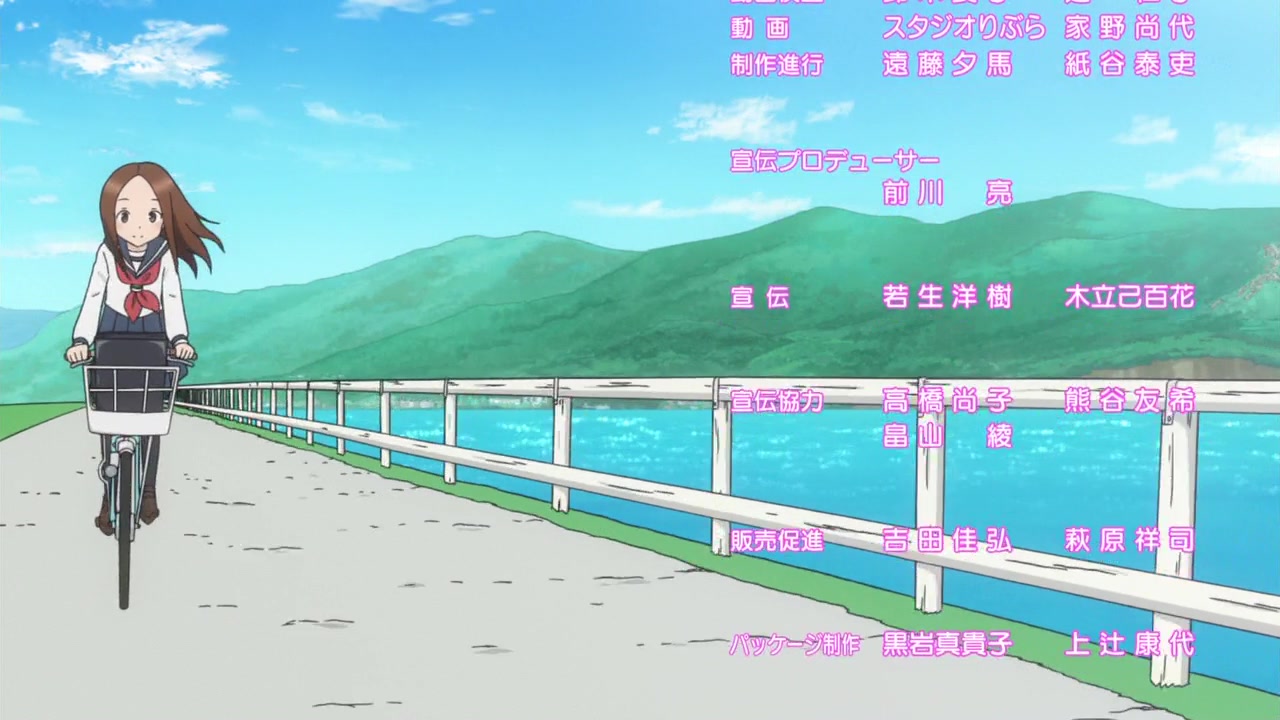 動画 スタジオりぶら 家野尚代
制作進行 遠藤夕馬 紙谷泰吏
宣伝プロデューサー
前川 亮
宣伝 若生洋樹 木立己百花
宣伝協力 高橋尚子 熊谷友希
畠山 綾
販売促進 吉田佳弘 萩原祥司
パッケージ制作 黒岩真貴子 上辻康代